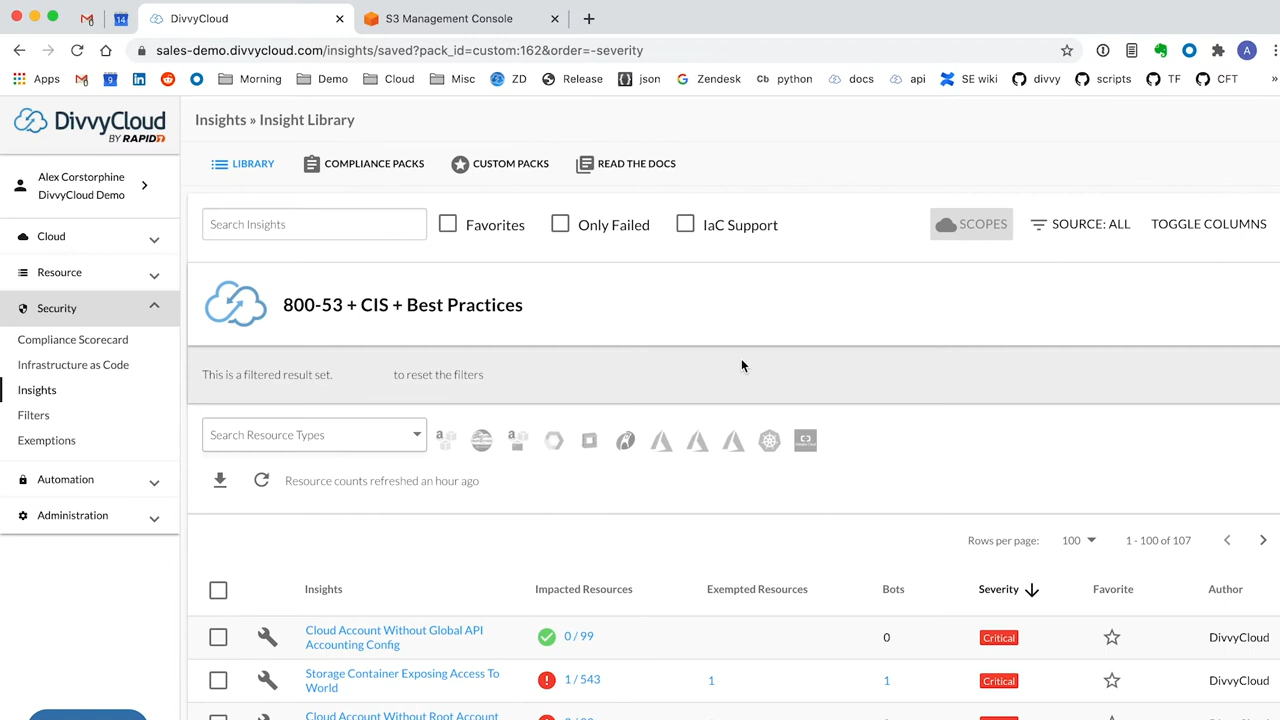 14
DivvyCloud
S3 Management Console
sales-demo.divvycloud.com/insights/saved?pack_id=custom:162&order=-severity
A
Apps
9
Morning
Demo
Cloud
Misc
ZD
Release
json
Zendesk
Cb python
docs
api
SE wiki
divvy
scripts
TF
CFT
»
DivvyCloud
BY RAPID7
Alex Corstorphine
DivvyCloud Demo
Cloud
Resource
Security
Compliance Scorecard
Infrastructure as Code
Insights
Filters
Exemptions
Automation
Administration
Insights » Insight Library
LIBRARY
COMPLIANCE PACKS
CUSTOM PACKS
READ THE DOCS
Search Insights
Favorites
Only Failed
IaC Support
SCOPES
SOURCE: ALL
TOGGLE COLUMNS
800-53 + CIS + Best Practices
This is a filtered result set. to reset the filters
Search Resource Types
Resource counts refreshed an hour ago
Rows per page: 100 1 - 100 of 107
Insights Impacted Resources Exempted Resources Bots Severity Favorite Author
Cloud Account Without Global API
Accounting Config
0 / 99
0
Critical
DivvyCloud
Storage Container Exposing Access To
World
1 / 543
1
1
Critical
DivvyCloud
Cloud Account Without Root Account